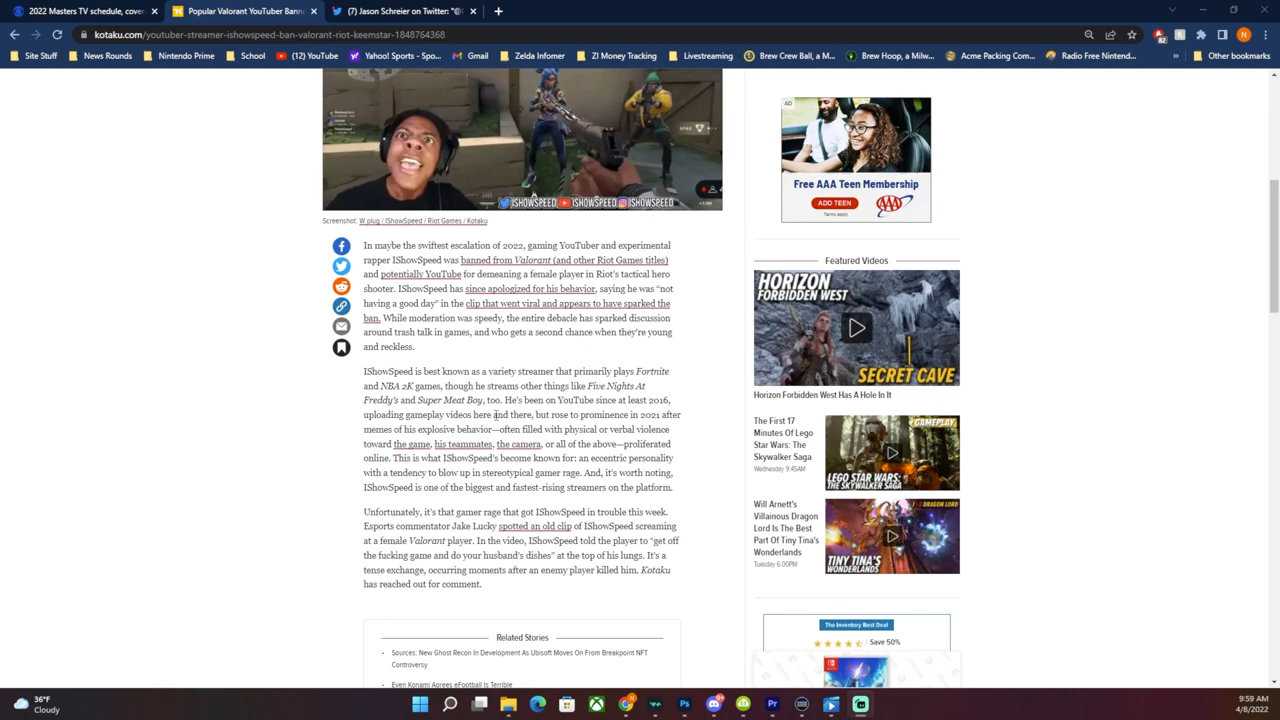 2022 Masters TV schedule, cover
Popular Valorant YouTuber Bann
(7) Jason Schreier on Twitter: "@
kotaku.com/youtuber-streamer-ishowspeed-ban-valorant-riot-keemstar-1848764368
Site Stuff
News Rounds
Nintendo Prime
School
(12) YouTube
Yahoo! Sports - Spo...
Gmail
Zelda Infomer
ZI Money Tracking
Livestreaming
Brew Crew Ball, a M...
Brew Hoop, a Milw...
Acme Packing Com...
Radio Free Nintend...
Other bookmarks
ISHOWSPEED ISHOWSPEED ISHOWSPEED
Screenshot: W plug / IShowSpeed / Riot Games / Kotaku
In maybe the swiftest escalation of 2022, gaming YouTuber and experimental
rapper IShowSpeed was banned from Valorant (and other Riot Games titles)
and potentially YouTube for demeaning a female player in Riot's tactical hero
shooter. IShowSpeed has since apologized for his behavior, saying he was "not
having a good day" in the clip that went viral and appears to have sparked the
ban. While moderation was speedy, the entire debacle has sparked discussion
around trash talk in games, and who gets a second chance when they're young
and reckless.
IShowSpeed is best known as a variety streamer that primarily plays Fortnite
and NBA 2K games, though he streams other things like Five Nights At
Freddy's and Super Meat Boy, too. He's been on YouTube since at least 2016,
uploading gameplay videos here and there, but rose to prominence in 2021 after
memes of his explosive behavior—often filled with physical or verbal violence
toward the game, his teammates, the camera, or all of the above—proliferated
online. This is what IShowSpeed's become known for: an eccentric personality
with a tendency to blow up in stereotypical gamer rage. And, it's worth noting,
IShowSpeed is one of the biggest and fastest-rising streamers on the platform.
Unfortunately, it's that gamer rage that got IShowSpeed in trouble this week.
Esports commentator Jake Lucky spotted an old clip of IShowSpeed screaming
at a female Valorant player. In the video, IShowSpeed told the player to "get off
the fucking game and do your husband's dishes" at the top of his lungs. It's a
tense exchange, occurring moments after an enemy player killed him. Kotaku
has reached out for comment.
Related Stories
Sources: New Ghost Recon In Development As Ubisoft Moves On From Breakpoint NFT
Controversy
Even Konami Agrees eFootball Is Terrible
AD
Free AAA Teen Membership
ADD TEEN
Terms apply
AAA
Featured Videos
HORIZON
FORBIDDEN WEST
SECRET CAVE
Horizon Forbidden West Has A Hole In It
The First 17
Minutes Of Lego
Star Wars: The
Skywalker Saga
Wednesday 9:45AM
GAMEPLAY
LEGO STAR WARS:
THE SKYWALKER SAGA
Will Arnett's
Villainous Dragon
Lord Is The Best
Part Of Tiny Tina's
Wonderlands
Tuesday 6:00PM
DRAGON LORD
TINY TINA'S
WONDERLANDS
The Inventory Best Deal
Save 50%
36°F
Cloudy
9:59 AM
4/8/2022